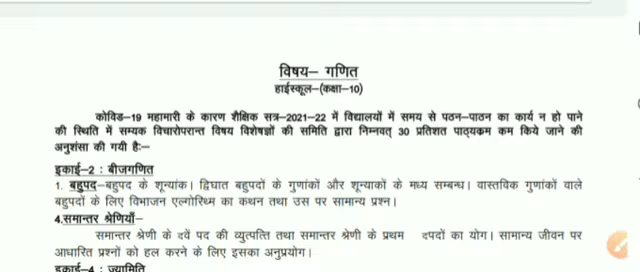 विषय– गणित
हाईस्कूल–(कक्षा–10)
कोविड–19 महामारी के कारण शैक्षिक सत्र–2021-22 में विद्यालयों में समय से पठन–पाठन का कार्य न हो पाने
की स्थिति में सम्यक विचारोपरान्त विषय विशेषज्ञों की समिति द्वारा निम्नवत् 30 प्रतिशत पाठ्यक्रम कम किये जाने की
अनुशंसा की गयी है:–
इकाई–2 : बीजगणित
1. बहुपद–बहुपद के शून्यांक। द्विघात बहुपदों के गुणांकों और शून्याकों के मध्य सम्बन्ध। वास्तविक गुणांकों वाले
बहुपदों के लिए विभाजन एल्गोरिथ्म का कथन तथा उस पर सामान्य प्रश्न।
4.समान्तर श्रेणियाँ–
समान्तर श्रेणी के दवें पद की व्युत्पत्ति तथा समान्तर श्रेणी के प्रथम दपदों का योग। सामान्य जीवन पर
आधारित प्रश्नों को हल करने के लिए इसका अनुप्रयोग।
इकाई–4 : ज्यामिति